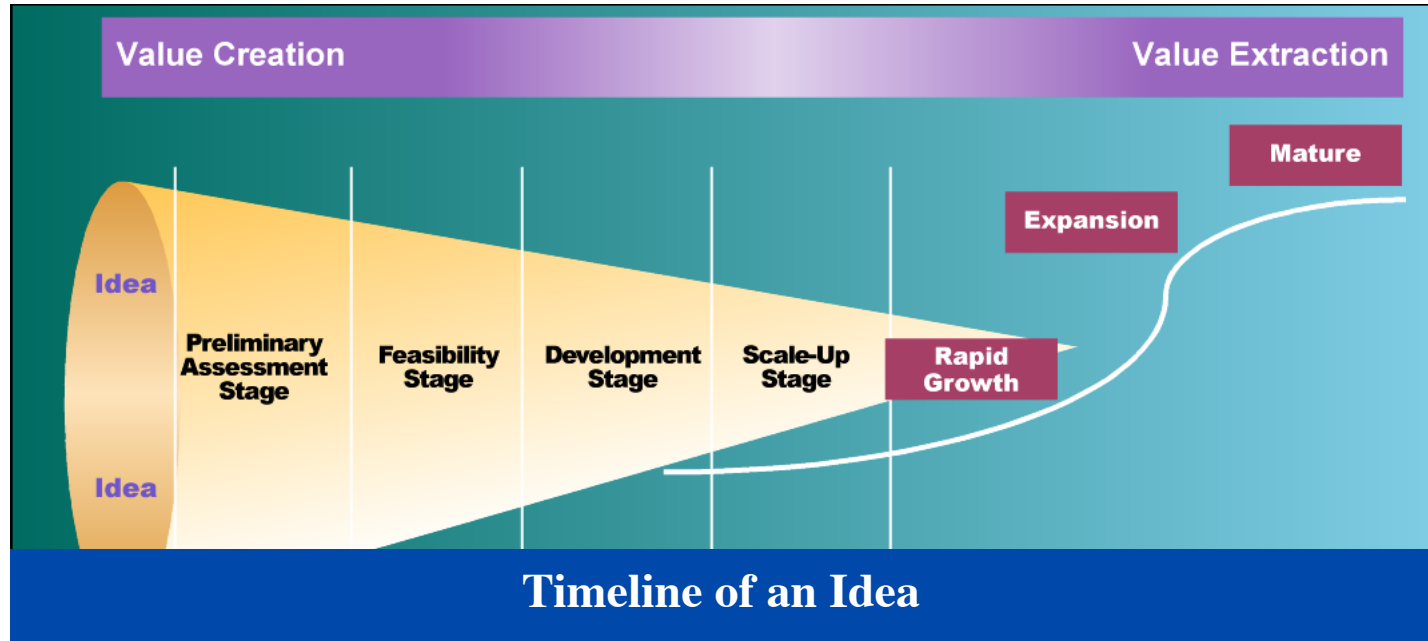 Value Creation
Value Extraction
Mature
Expansion
Idea
Preliminary
Assessment
Stage
Feasibility
Stage
Development
Stage
Scale-Up
Stage
Rapid
Growth
Idea
Timeline of an Idea